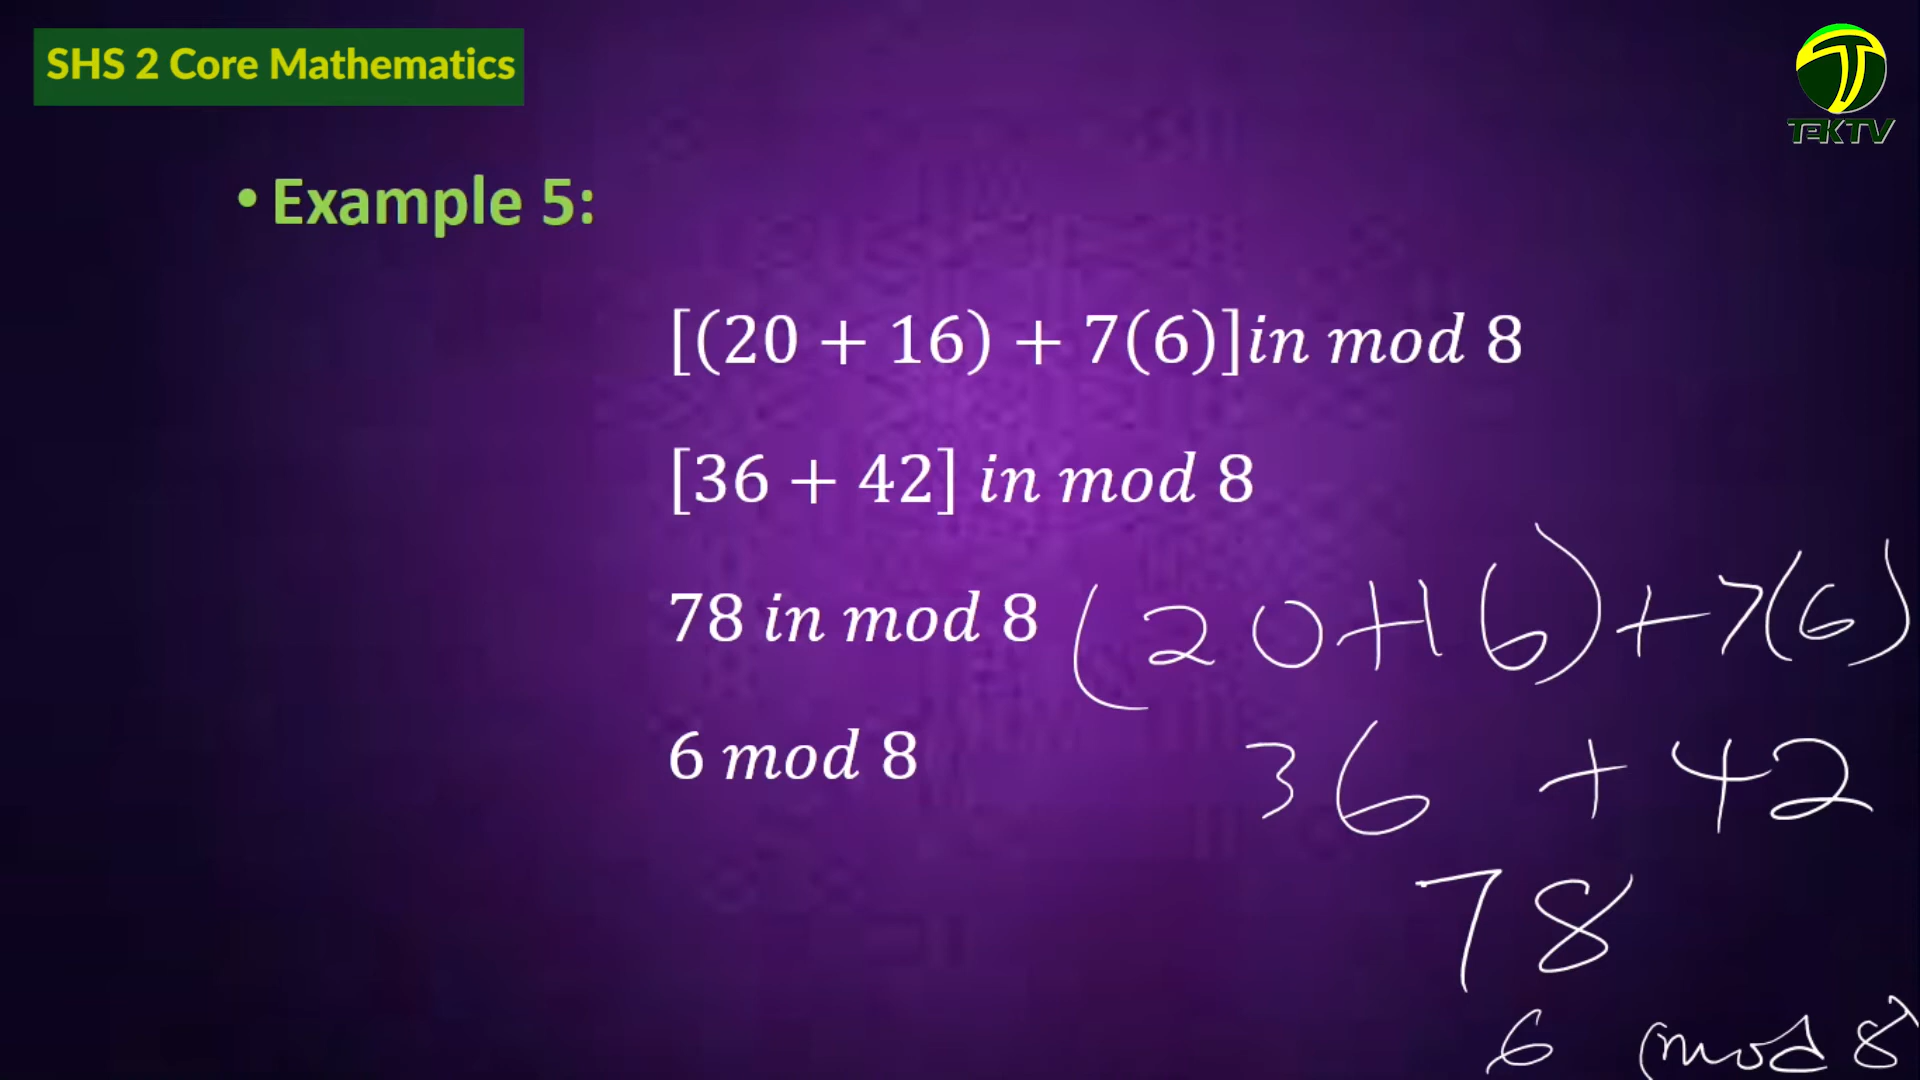 SHS 2 Core Mathematics
TEKTV
• Example 5:
[(20 + 16) + 7(6)]in mod 8
[36 + 42] in mod 8
78 in mod 8
(20+16)+7(6)
6 mod 8
36 + 42
78
6 (mod 8)